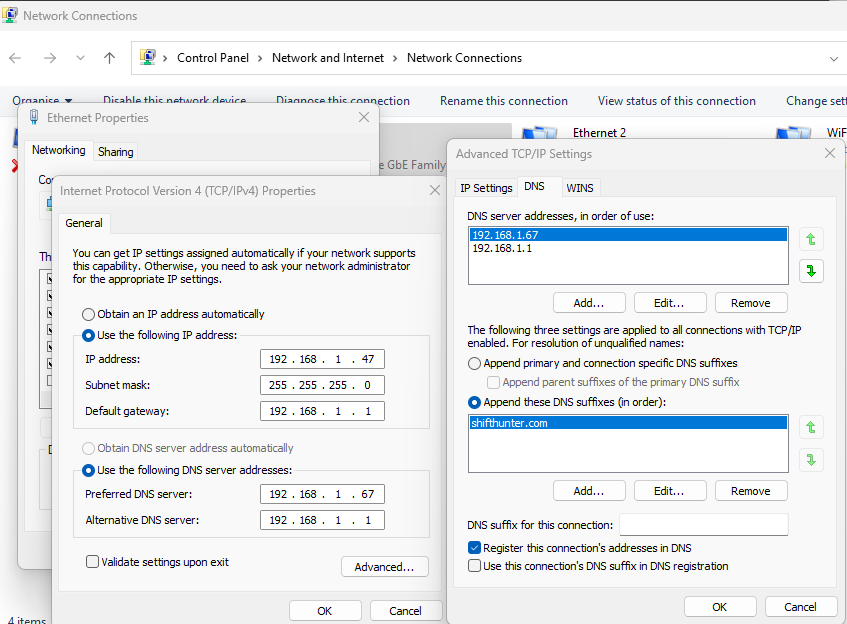 Network Connections
Control Panel > Network and Internet > Network Connections
Organise Disable this network device Diagnose this connection Rename this connection View status of this connection Change
Ethernet Properties
Networking Sharing
GbE Family
Ethernet 2
WiF
Internet Protocol Version 4 (TCP/IPv4) Properties
General
You can get IP settings assigned automatically if your network supports
this capability. Otherwise, you need to ask your network administrator
for the appropriate IP settings.
Obtain an IP address automatically
Use the following IP address:
IP address: 192 . 168 . 1 . 47
Subnet mask: 255 . 255 . 255 . 0
Default gateway: 192 . 168 . 1 . 1
Obtain DNS server address automatically
Use the following DNS server addresses:
Preferred DNS server: 192 . 168 . 1 . 67
Alternative DNS server: 192 . 168 . 1 . 1
Validate settings upon exit
Advanced...
OK Cancel
4 items
Advanced TCP/IP Settings
IP Settings DNS WINS
DNS server addresses, in order of use:
192.168.1.67
192.168.1.1
Add... Edit... Remove
The following three settings are applied to all connections with TCP/IP
enabled. For resolution of unqualified names:
Append primary and connection specific DNS suffixes
Append parent suffixes of the primary DNS suffix
Append these DNS suffixes (in order):
shifthunter.com
Add... Edit... Remove
DNS suffix for this connection:
Register this connection's addresses in DNS
Use this connection's DNS suffix in DNS registration
OK Cancel